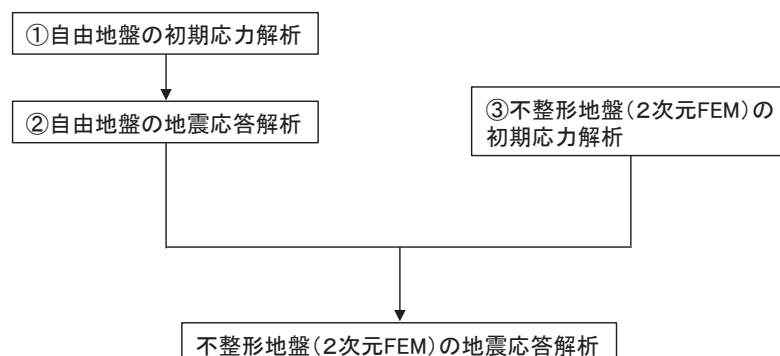 ①自由地盤の初期応力解析
②自由地盤の地震応答解析
③不整形地盤(2次元FEM)の
初期応力解析
不整形地盤(2次元FEM)の地震応答解析